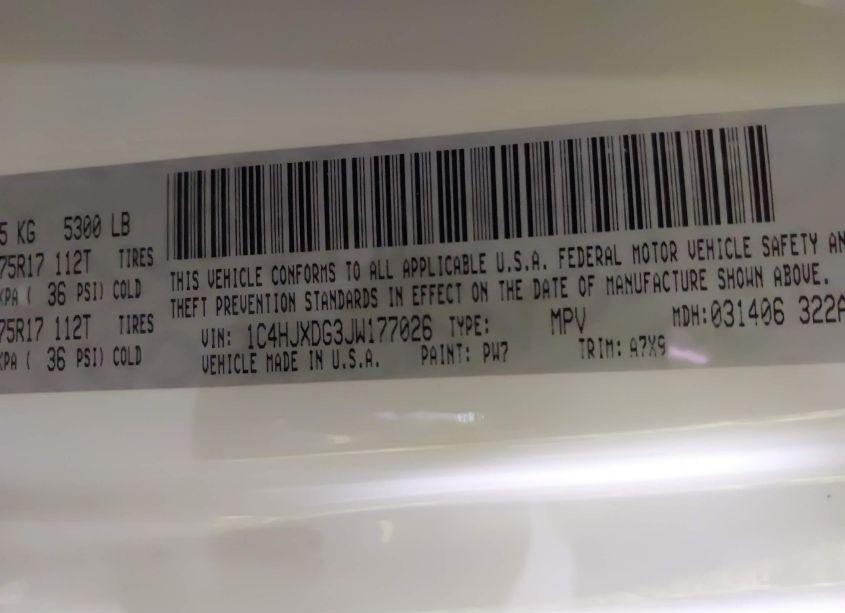 5 KG 5300 LB
75R17 112T TIRES
KPA ( 36 PSI) COLD
75R17 112T TIRES
KPA ( 36 PSI) COLD
THIS VEHICLE CONFORMS TO ALL APPLICABLE U.S.A. FEDERAL MOTOR VEHICLE SAFETY AN
THEFT PREVENTION STANDARDS IN EFFECT ON THE DATE OF MANUFACTURE SHOWN ABOVE.
VIN: 1C4HJXDG3JW177026 TYPE: MPV MDH:031406 322A
VEHICLE MADE IN U.S.A. PAINT: PW7 TRIM: A7X9